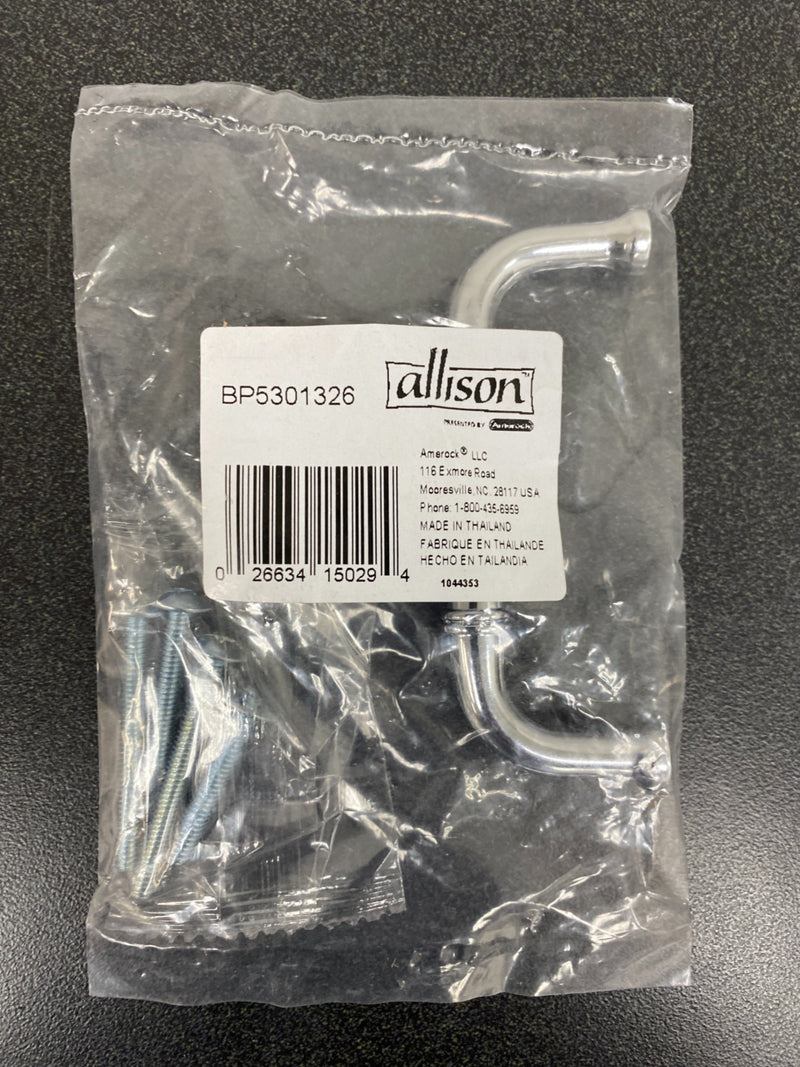 BP5301326
allison™
PRESENTED BY Amerock
Amerock® LLC
116 Exmore Road
Mooresville, NC. 28117 USA
Phone: 1-800-435-6959
MADE IN THAILAND
FABRIQUE EN THAILANDE
HECHO EN TAILANDIA
0 26634 15029 4
1044353